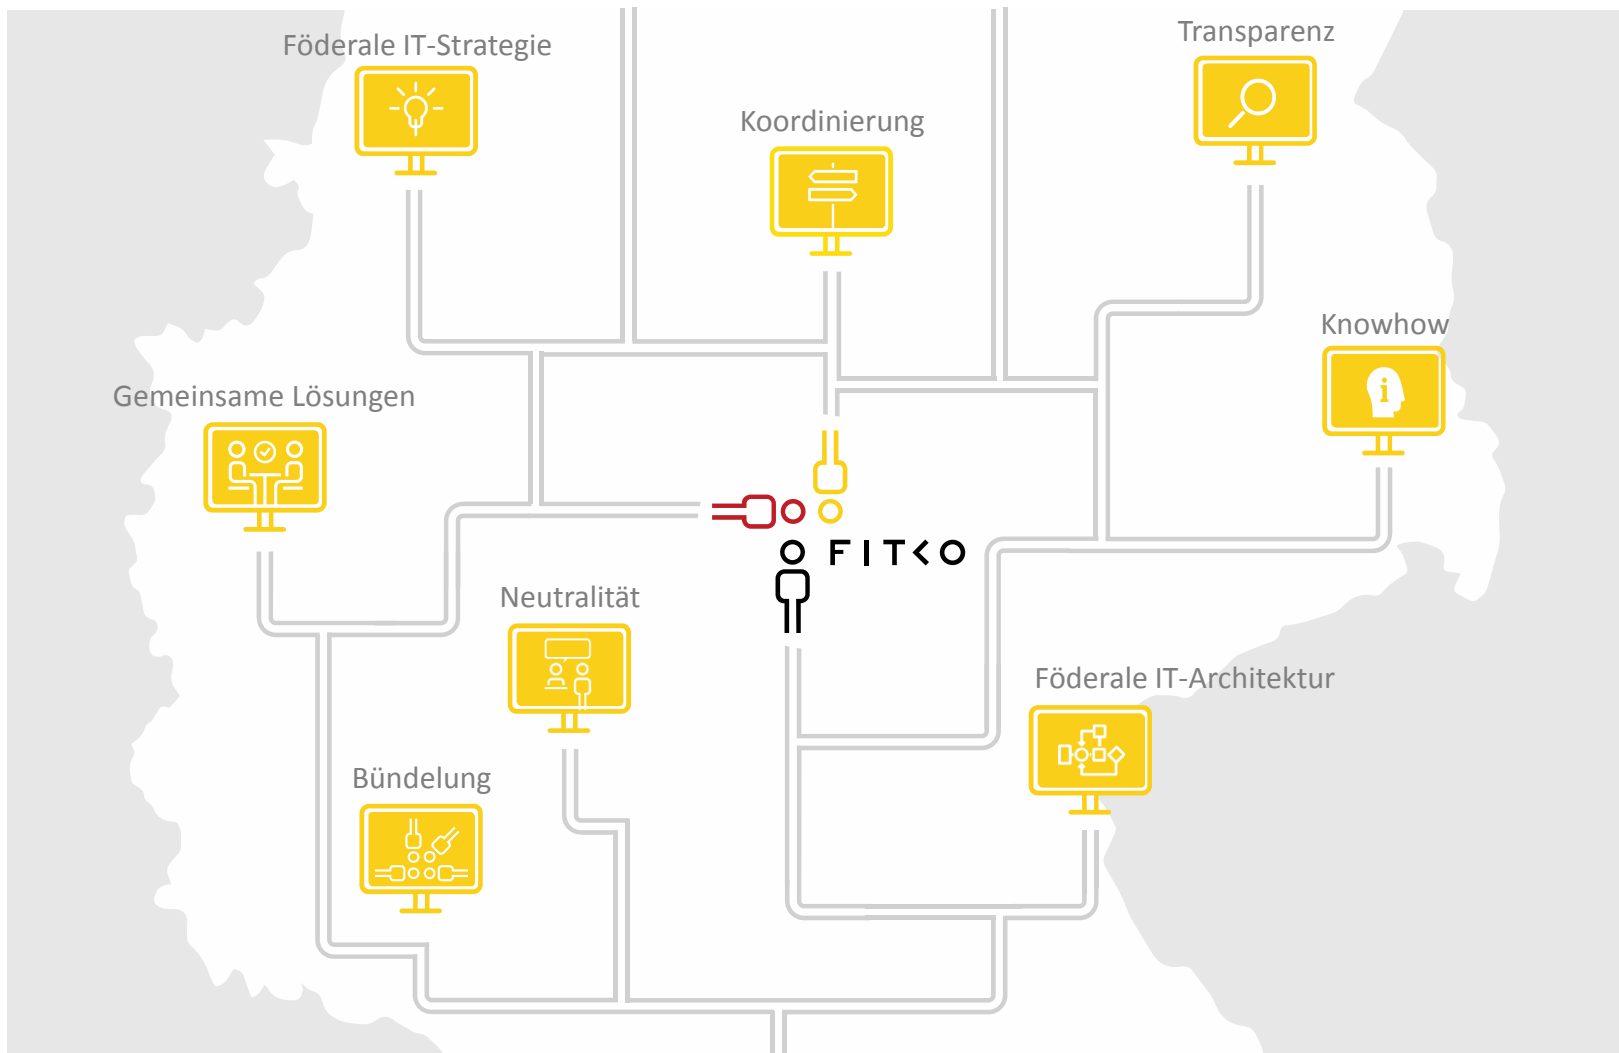 Föderale IT-Strategie
Transparenz
Koordinierung
Knowhow
Gemeinsame Lösungen
FITKO
Neutralität
Föderale IT-Architektur
Bündelung